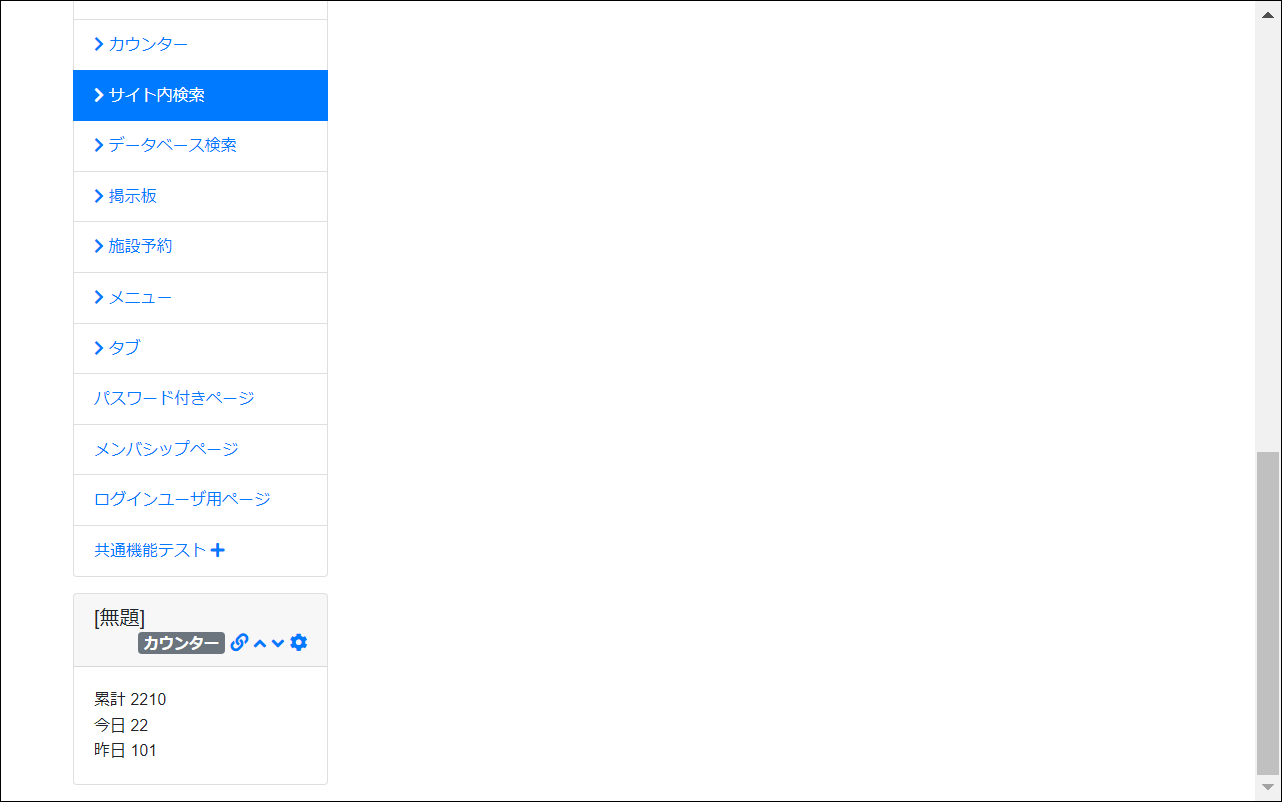 カウンター
サイト内検索
データベース検索
掲示板
施設予約
メニュー
タブ
パスワード付きページ
メンバシップページ
ログインユーザ用ページ
共通機能テスト
[無題]
カウンター
累計 2210
今日 22
昨日 101